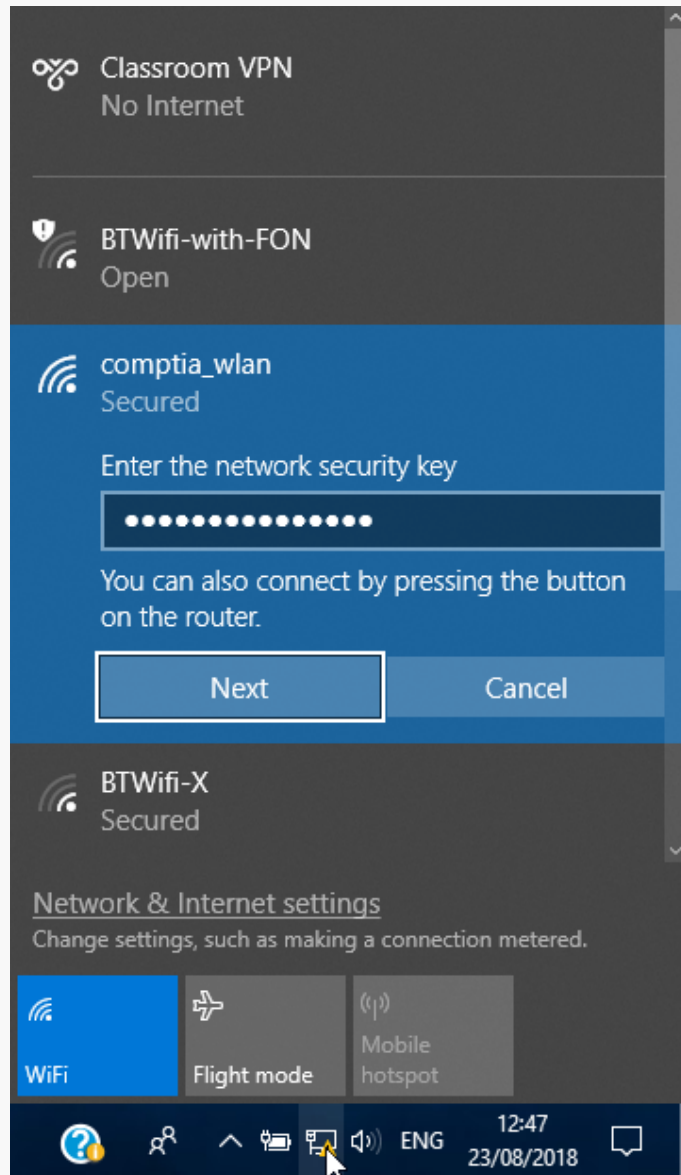 Classroom VPN
No Internet
BTWifi-with-FON
Open
comptia_wlan
Secured
Enter the network security key
You can also connect by pressing the button
on the router.
Next
Cancel
BTWifi-X
Secured
Network & Internet settings
Change settings, such as making a connection metered.
WiFi
Flight mode
Mobile
hotspot
ENG
12:47
23/08/2018